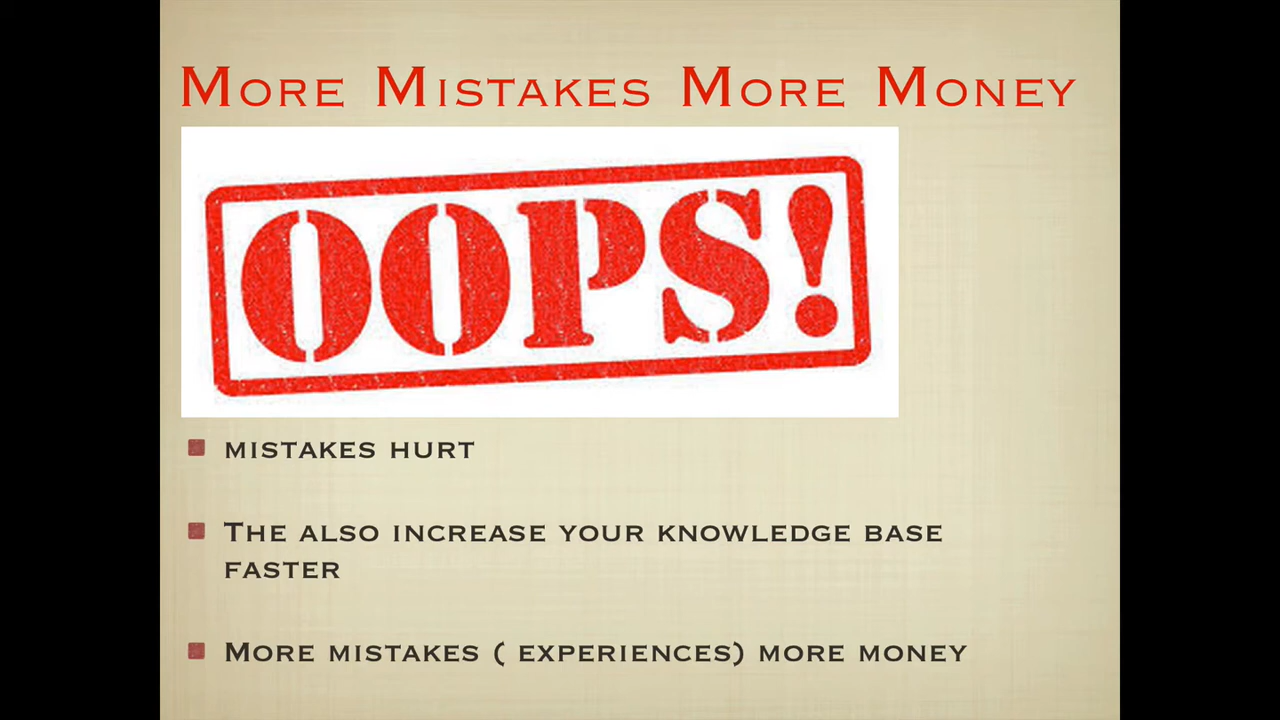 More Mistakes More Money
OOPS!
mistakes hurt
The also increase your knowledge base
faster
More mistakes ( experiences) more money